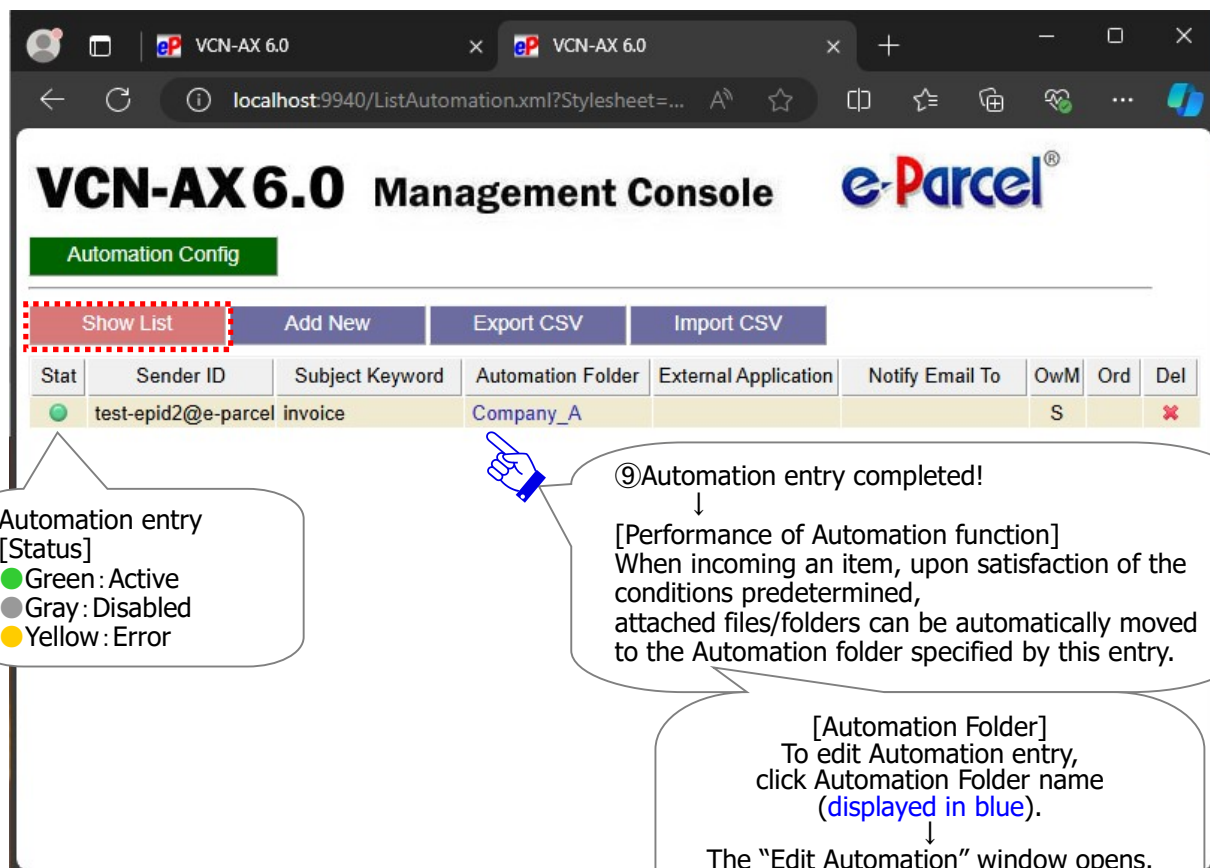 VCN-AX 6.0
VCN-AX 6.0
localhost:9940/ListAutomation.xml?Stylesheet=...
VCN-AX 6.0 Management Console e-Parcel®
Automation Config
Show List Add New Export CSV Import CSV
Stat Sender ID Subject Keyword Automation Folder External Application Notify Email To OwM Ord Del
test-epid2@e-parcel invoice Company_A S
⑨Automation entry completed!
↓
[Performance of Automation function]
When incoming an item, upon satisfaction of the
conditions predetermined,
attached files/folders can be automatically moved
to the Automation folder specified by this entry.
Automation entry
[Status]
Green:Active
Gray:Disabled
Yellow:Error
[Automation Folder]
To edit Automation entry,
click Automation Folder name
(displayed in blue).
↓
The “Edit Automation” window opens.